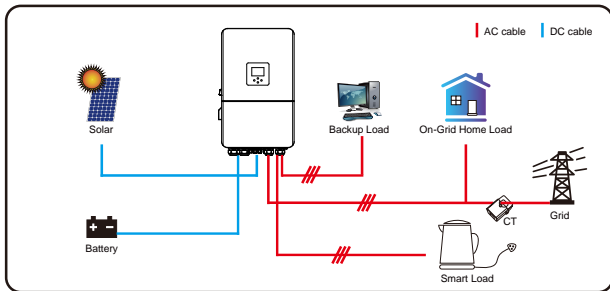 AC cable
DC cable
Solar
Backup Load
On-Grid Home Load
CT
Grid
Battery
Smart Load